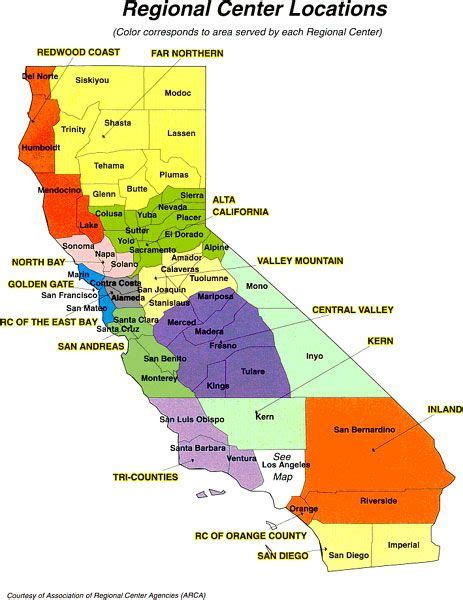 Regional Center Locations
(Color corresponds to area served by each Regional Center)
REDWOOD COAST
FAR NORTHERN
Del Norte
Siskiyou
Modoc
Trinity
Shasta
Lassen
Humboldt
Tehama
Plumas
Mendocino
Glenn
Butte
Sierra
Nevada
ALTA
CALIFORNIA
Colusa
Yuba
Placer
Lake
Sutter
El Dorado
Yolo
Sacramento
Alpine
Sonoma
Napa
Amador
NORTH BAY
Solano
Calaveras
VALLEY MOUNTAIN
Marin
Tuolumne
GOLDEN GATE
Contra Costa
San Joaquin
Mono
San Francisco
Alameda
Stanislaus
Mariposa
San Mateo
CENTRAL VALLEY
RC OF THE EAST BAY
Santa Clara
Merced
Santa Cruz
Madera
SAN ANDREAS
Fresno
KERN
San Benito
Inyo
Monterey
Tulare
Kings
INLAND
San Luis Obispo
Kern
San Bernardino
Santa Barbara
See
Los Angeles
Map
Ventura
TRI-COUNTIES
Riverside
Orange
RC OF ORANGE COUNTY
SAN DIEGO
San Diego
Imperial
Courtesy of Association of Regional Center Agencies (ARCA)